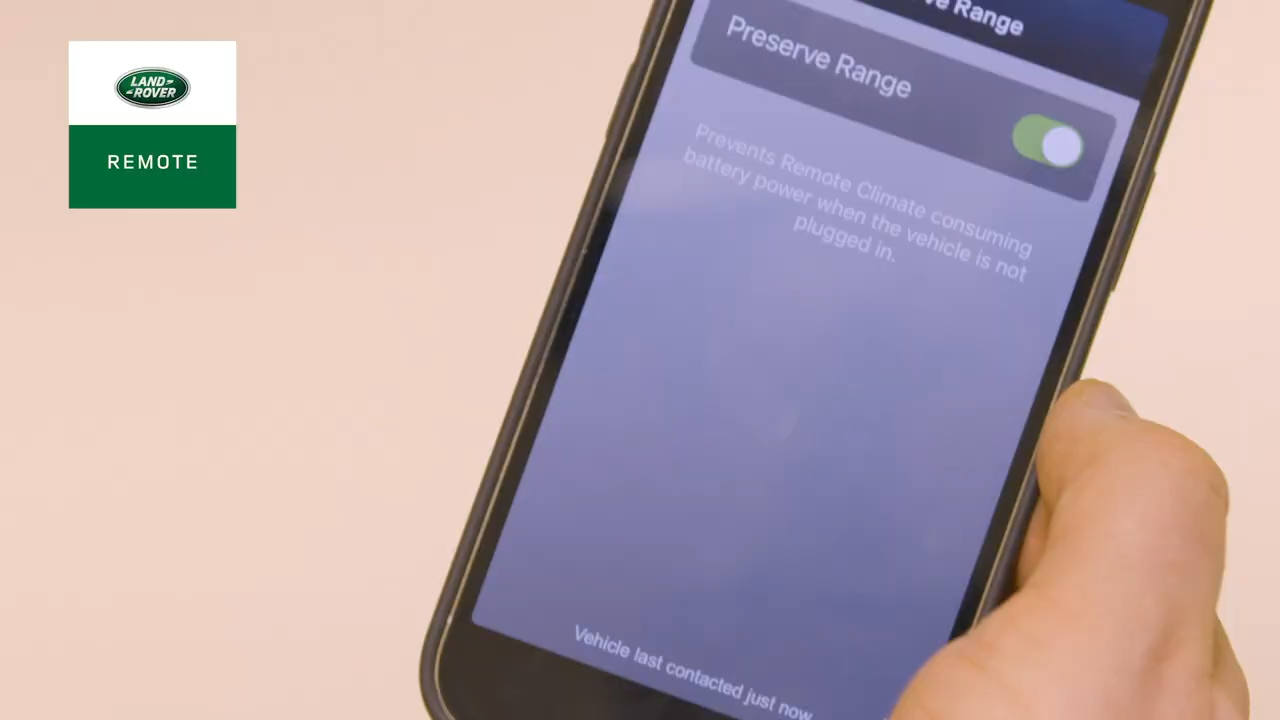 LAND-
-ROVER
REMOTE
ve Range
Preserve Range
Prevents Remote Climate consuming
battery power when the vehicle is not
plugged in.
Vehicle last contacted just now